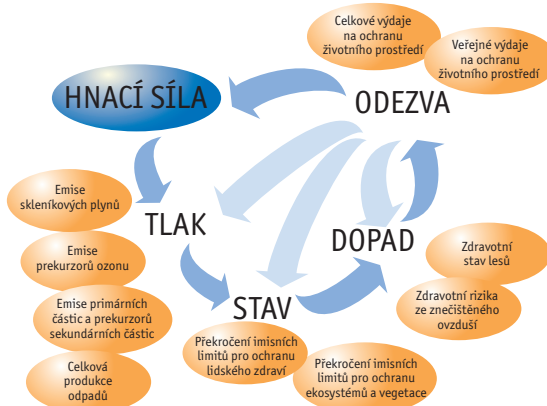 Celkové výdaje
na ochranu
životního prostředí
Veřejné výdaje
na ochranu
životního prostředí
HNACÍ SÍLA
ODEZVA
Emise
skleníkových plynů
TLAK
DOPAD
Emise
prekurzorů ozonu
Zdravotní
stav lesů
Emise primárních
částic a prekurzorů
sekundárních částic
STAV
Zdravotní rizika
ze znečištěného
ovzduší
Překročení imisních
limitů pro ochranu
lidského zdraví
Překročení imisních
limitů pro ochranu
ekosystémů a vegetace
Celková
produkce
odpadů